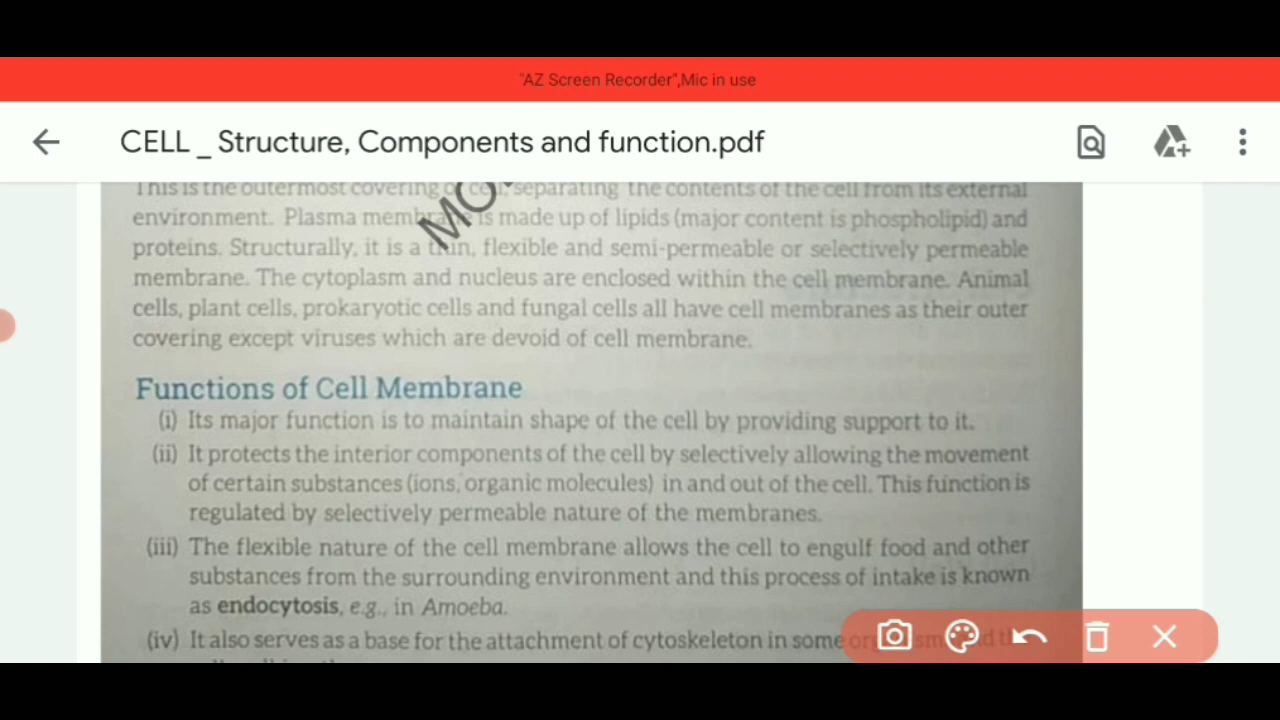 "AZ Screen Recorder",Mic in use
CELL _ Structure, Components and function.pdf
This is the outermost covering of cell, separating the contents of the cell from its external
environment. Plasma membrane is made up of lipids (major content is phospholipid) and
proteins. Structurally, it is a thin, flexible and semi-permeable or selectively permeable
membrane. The cytoplasm and nucleus are enclosed within the cell membrane. Animal
cells, plant cells, prokaryotic cells and fungal cells all have cell membranes as their outer
covering except viruses which are devoid of cell membrane.
Functions of Cell Membrane
(i) Its major function is to maintain shape of the cell by providing support to it.
(ii) It protects the interior components of the cell by selectively allowing the movement
of certain substances (ions, organic molecules) in and out of the cell. This function is
regulated by selectively permeable nature of the membranes.
(iii) The flexible nature of the cell membrane allows the cell to engulf food and other
substances from the surrounding environment and this process of intake is known
as endocytosis, e.g., in Amoeba.
(iv) It also serves as a base for the attachment of cytoskeleton in some